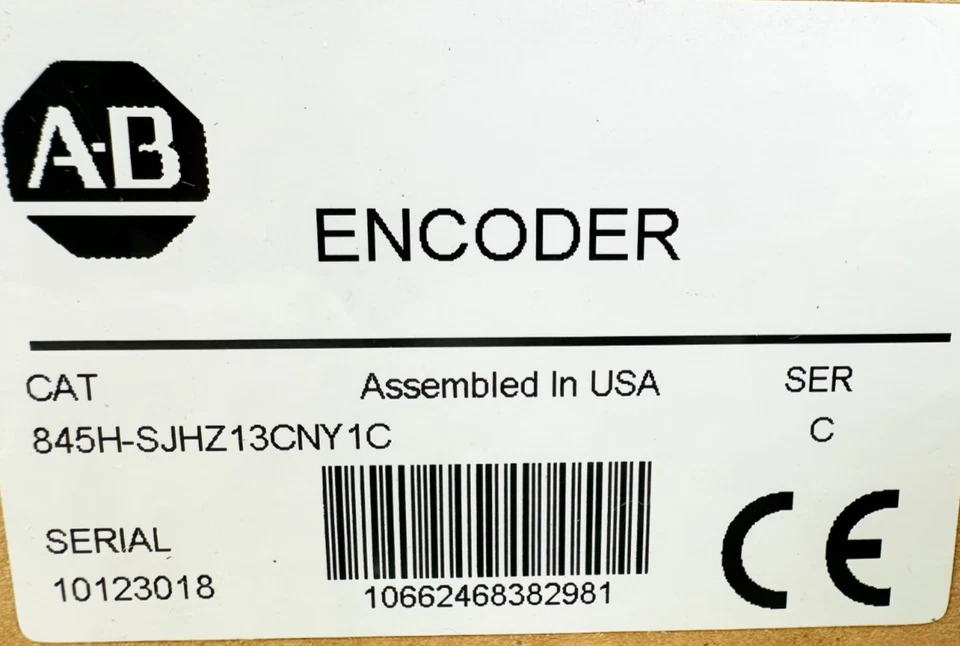 A-B
ENCODER
CAT
Assembled In USA
SER
845H-SJHZ13CNY1C
C
SERIAL
10123018
10662468382981
CE